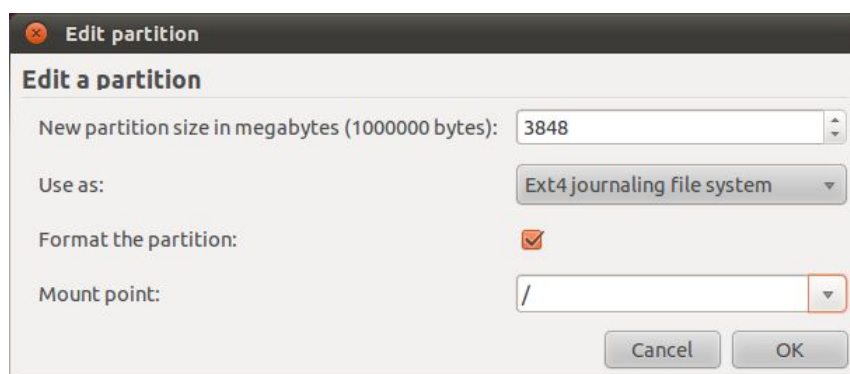 Edit partition
Edit a partition
New partition size in megabytes (1000000 bytes): 3848
Use as: Ext4 journaling file system
Format the partition:
Mount point: /
Cancel OK